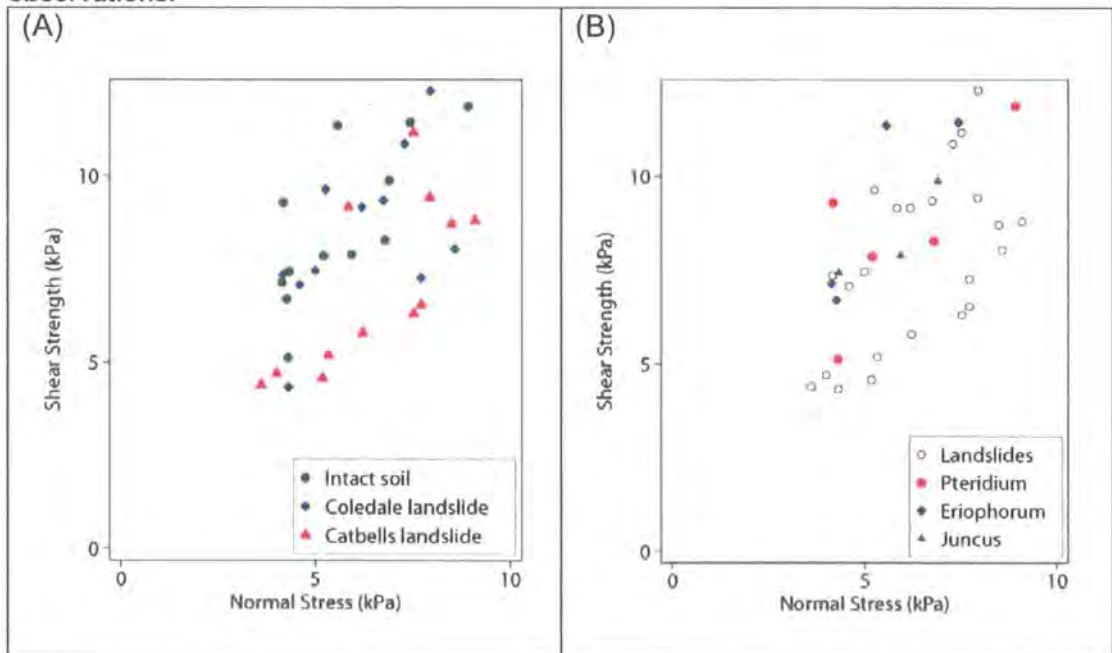 observations.
(A)
Shear Strength (kPa)
10
5
0
0 5 10
Normal Stress (kPa)
Intact soil
Coledale landslide
Catbells landslide
(B)
Shear Strength (kPa)
10
5
0
0 5 10
Normal Stress (kPa)
Landslides
Pteridium
Eriophorum
Juncus